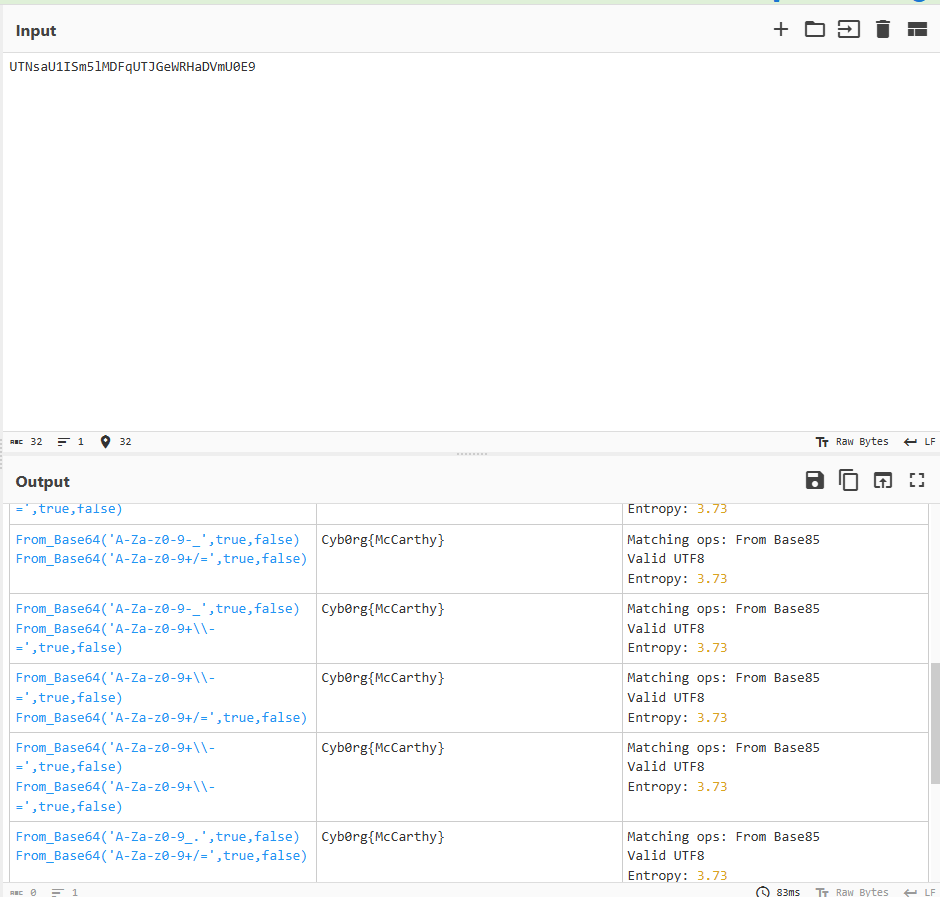 Input
UTNsaU1ISm5lMDFqUTJGeWRHaDVmU0E9
ABC 32 1 32 Tт Raw Bytes LF
Output
=',true,false) Entropy: 3.73
From_Base64('A-Za-z0-9-_',true,false) Cyb0rg{McCarthy} Matching ops: From Base85
From_Base64('A-Za-z0-9+/=',true,false) Valid UTF8
Entropy: 3.73
From_Base64('A-Za-z0-9-_',true,false) Cyb0rg{McCarthy} Matching ops: From Base85
From_Base64('A-Za-z0-9+\\- Valid UTF8
=',true,false) Entropy: 3.73
From_Base64('A-Za-z0-9+\\- Cyb0rg{McCarthy} Matching ops: From Base85
=',true,false) Valid UTF8
From_Base64('A-Za-z0-9+/=',true,false) Entropy: 3.73
From_Base64('A-Za-z0-9+\\- Cyb0rg{McCarthy} Matching ops: From Base85
=',true,false) Valid UTF8
From_Base64('A-Za-z0-9+\\- Entropy: 3.73
=',true,false)
From_Base64('A-Za-z0-9_.',true,false) Cyb0rg{McCarthy} Matching ops: From Base85
From_Base64('A-Za-z0-9+/=',true,false) Valid UTF8
Entropy: 3.73
ABC 0 1 83ms Tт Raw Bytes LF